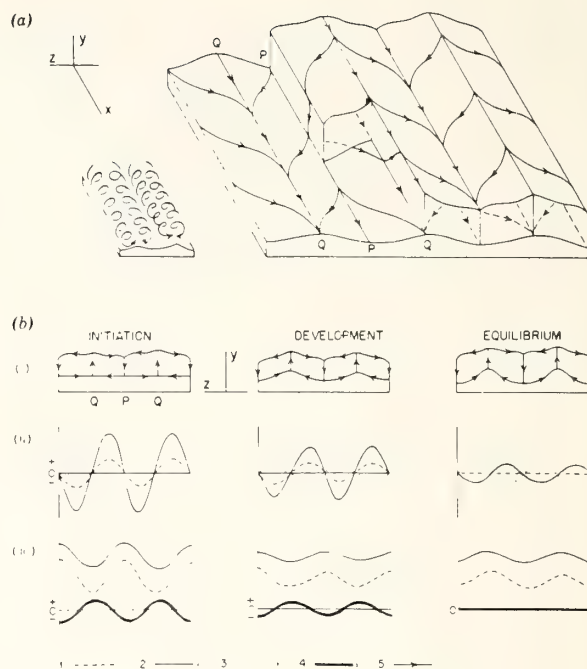 (a)
Q
y
P
z
x
Q P Q
(b)
INITIATION DEVELOPMENT EQUILIBRIUM
y
z
Q P Q
+
O
−
+
O
−
+
−
O
1 2 3 4 5